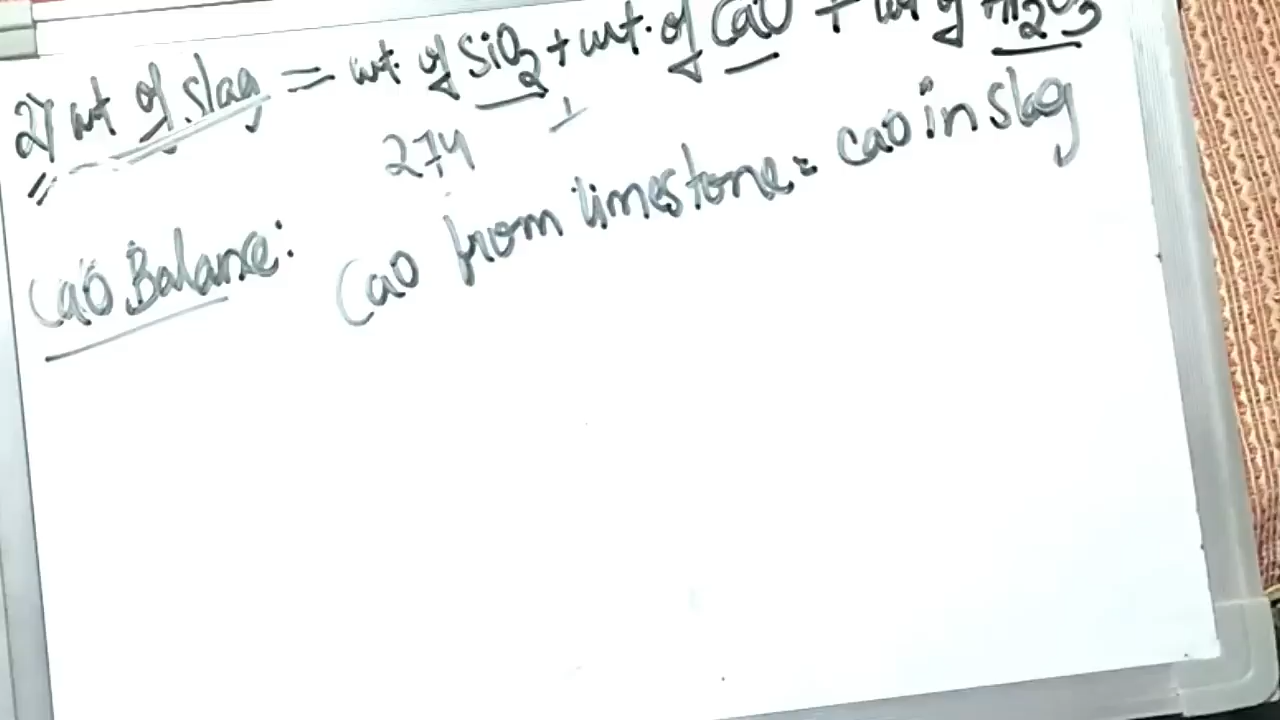 2) wt of slag = wt. of SiO2 + wt. of CaO + wt of Al2O3
274
CaO Balance: CaO from limestone = CaO in slag